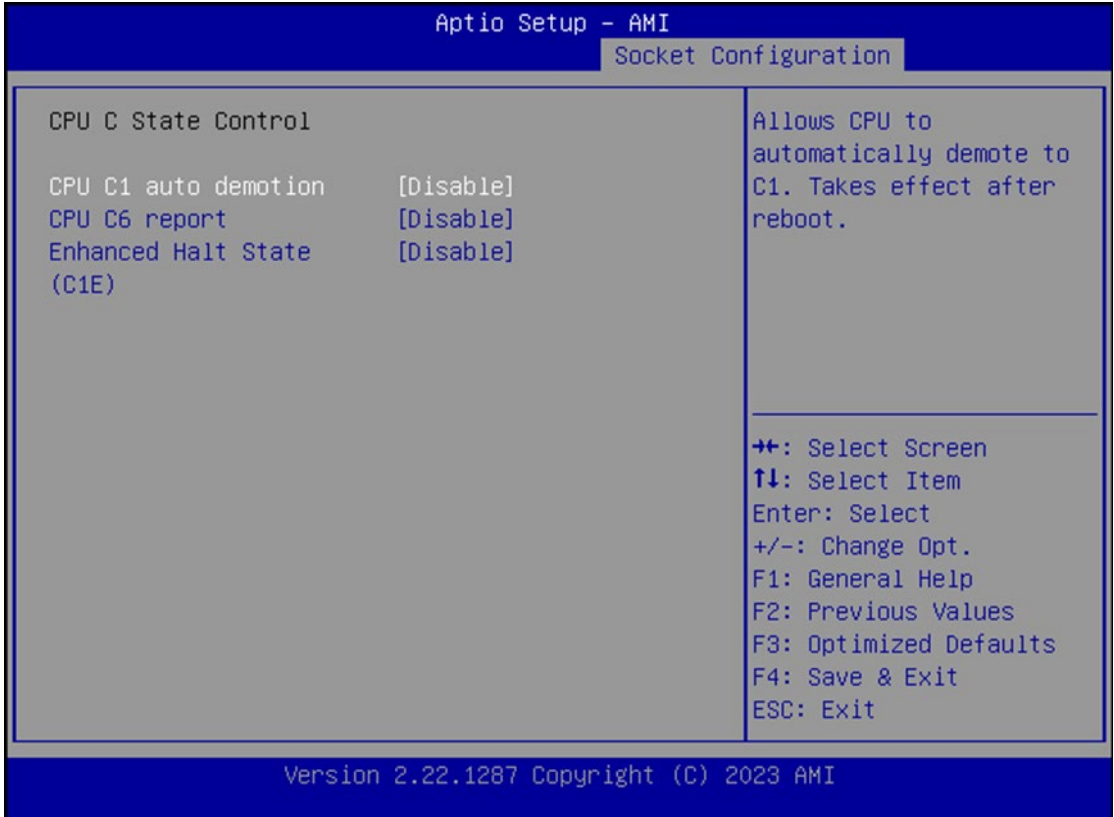 Aptio Setup – AMI
Socket Configuration
CPU C State Control
CPU C1 auto demotion [Disable]
CPU C6 report [Disable]
Enhanced Halt State [Disable]
(C1E)
Allows CPU to
automatically demote to
C1. Takes effect after
reboot.
→←: Select Screen
↑↓: Select Item
Enter: Select
+/-: Change Opt.
F1: General Help
F2: Previous Values
F3: Optimized Defaults
F4: Save & Exit
ESC: Exit
Version 2.22.1287 Copyright (C) 2023 AMI